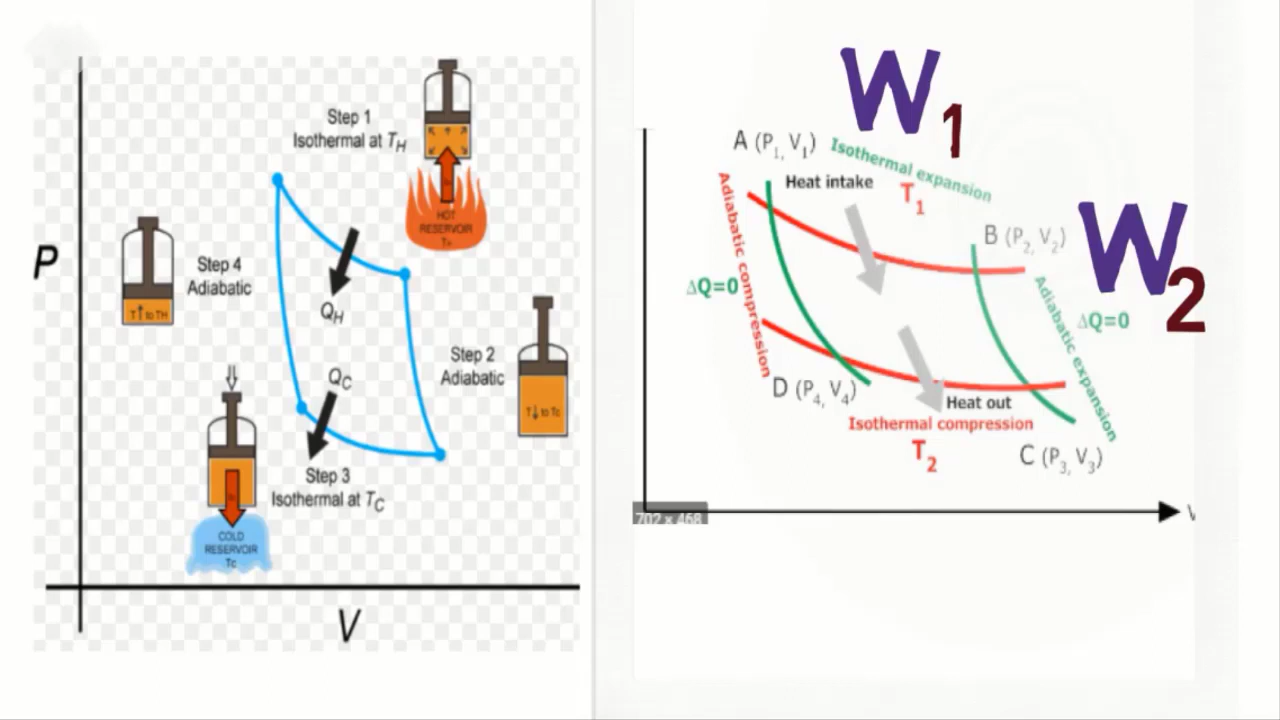 P
V
Step 1
Isothermal at TH
HOT
RESERVOIR
TH
Step 4
Adiabatic
T↑ to TH
QH
Step 2
Adiabatic
T↓ to Tc
QC
Step 3
Isothermal at TC
COLD
RESERVOIR
Tc
W1
W2
A (P1, V1)
Isothermal expansion
Heat intake
T1
B (P2, V2)
Adiabatic compression
ΔQ=0
Adiabatic expansion
ΔQ=0
D (P4, V4)
Heat out
Isothermal compression
T2
C (P3, V3)
702 × 468
V